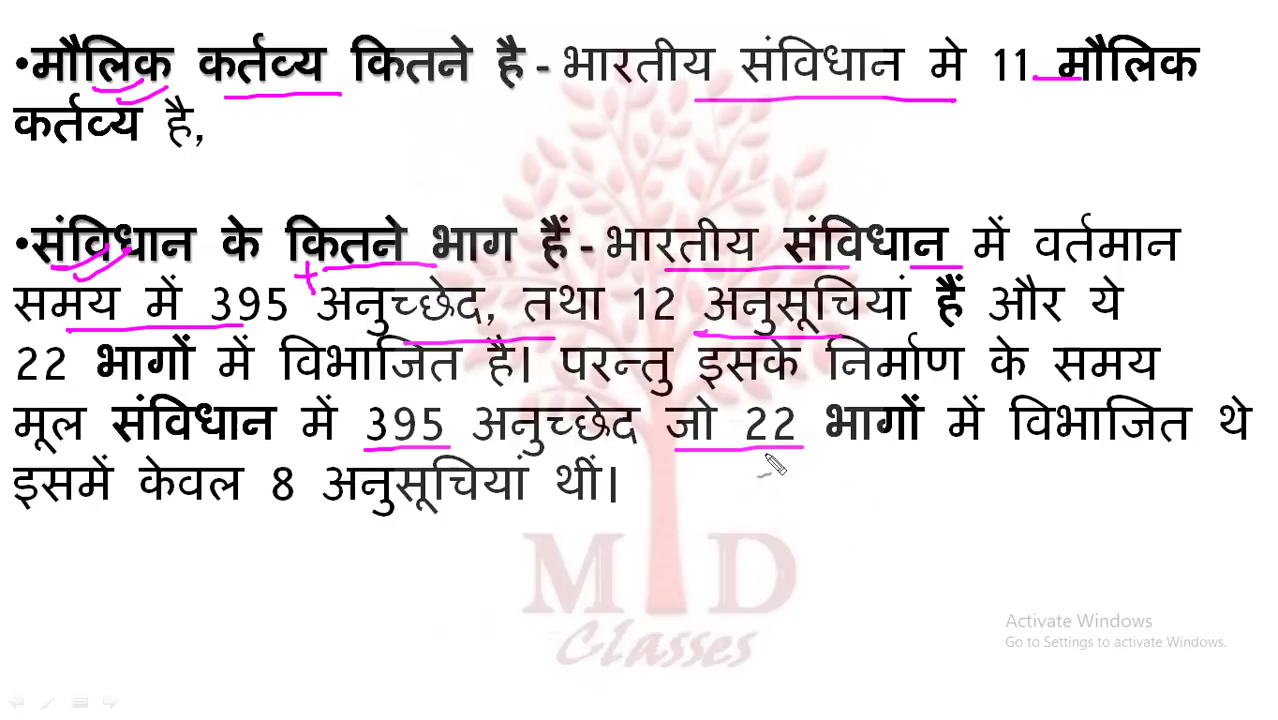 •मौलिक कर्तव्य कितने है - भारतीय संविधान मे 11 मौलिक
कर्तव्य है,
•संविधान के कितने भाग हैं - भारतीय संविधान में वर्तमान
समय में 395 अनुच्छेद, तथा 12 अनुसूचियां हैं और ये
22 भागों में विभाजित है। परन्तु इसके निर्माण के समय
मूल संविधान में 395 अनुच्छेद जो 22 भागों में विभाजित थे
इसमें केवल 8 अनुसूचियां थीं।
MD
Classes
Activate Windows
Go to Settings to activate Windows.